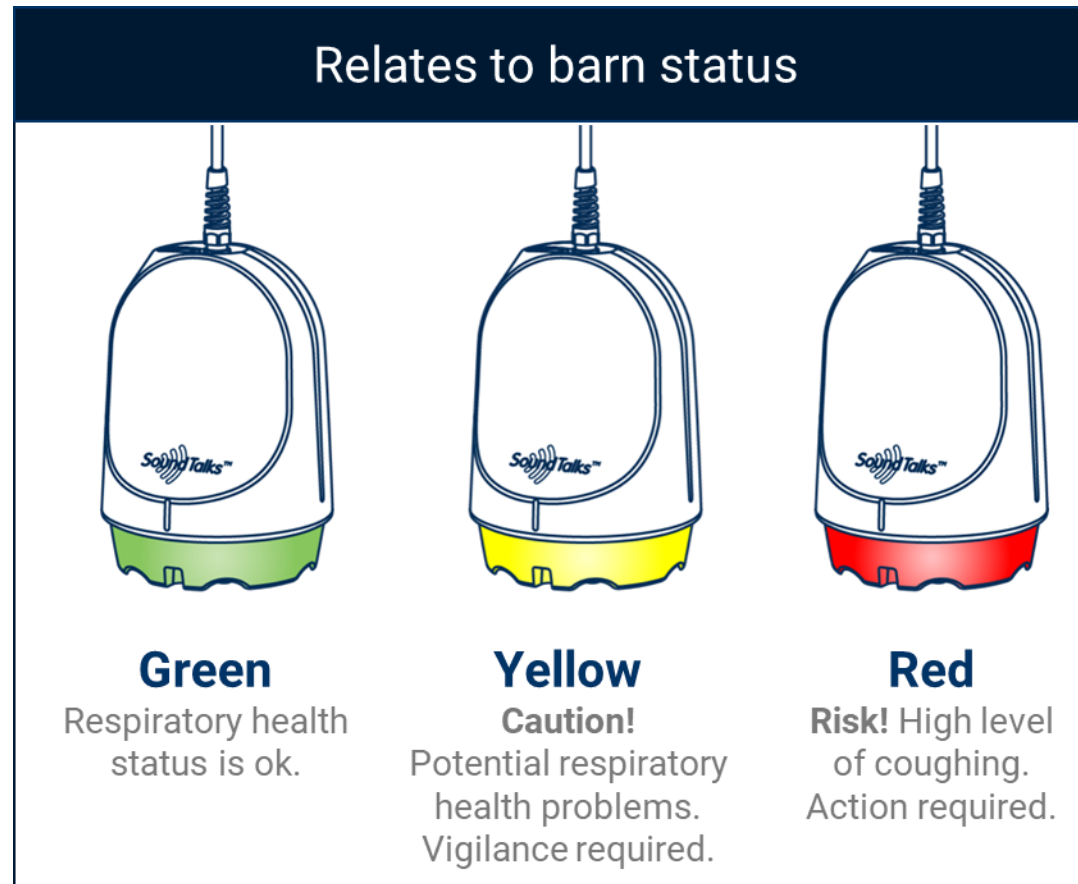 Relates to barn status
SoundTalks™
SoundTalks™
SoundTalks™
Green
Respiratory health
status is ok.
Yellow
Caution!
Potential respiratory
health problems.
Vigilance required.
Red
Risk! High level
of coughing.
Action required.